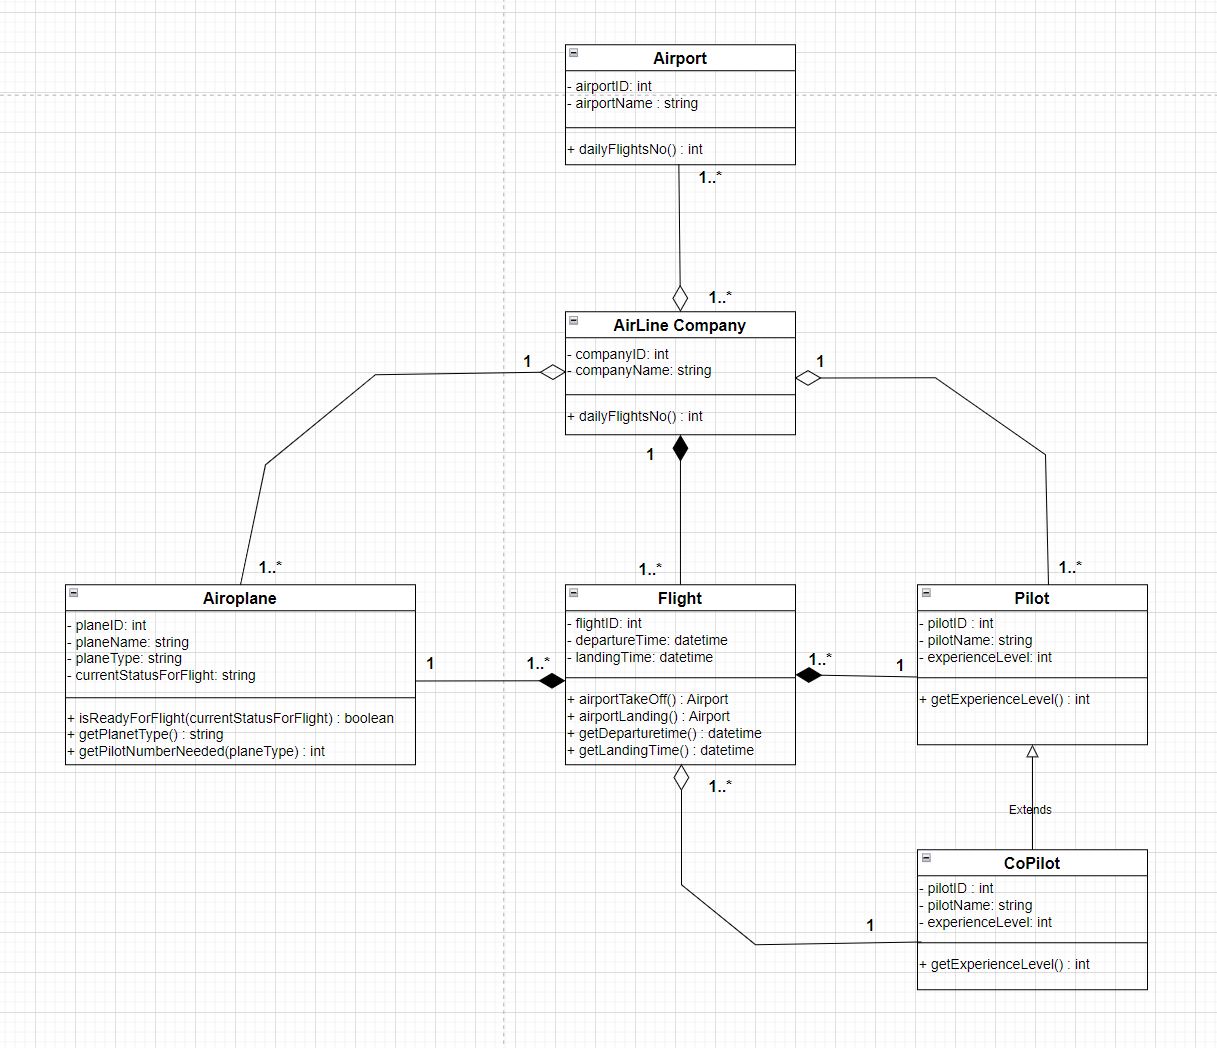 Airport
- airportID: int
- airportName : string
+ dailyFlightsNo() : int
1..*
1..*
AirLine Company
- companyID: int
- companyName: string
+ dailyFlightsNo() : int
1
1
1
1..*
1..*
1..*
Airoplane
- planeID: int
- planeName: string
- planeType: string
- currentStatusForFlight: string
+ isReadyForFlight(currentStatusForFlight) : boolean
+ getPlanetType() : string
+ getPilotNumberNeeded(planeType) : int
1
1..*
Flight
- flightID: int
- departureTime: datetime
- landingTime: datetime
+ airportTakeOff() : Airport
+ airportLanding() : Airport
+ getDeparturetime() : datetime
+ getLandingTime() : datetime
1..*
1
Pilot
- pilotID : int
- pilotName: string
- experienceLevel: int
+ getExperienceLevel() : int
1..*
Extends
1
CoPilot
- pilotID : int
- pilotName: string
- experienceLevel: int
+ getExperienceLevel() : int